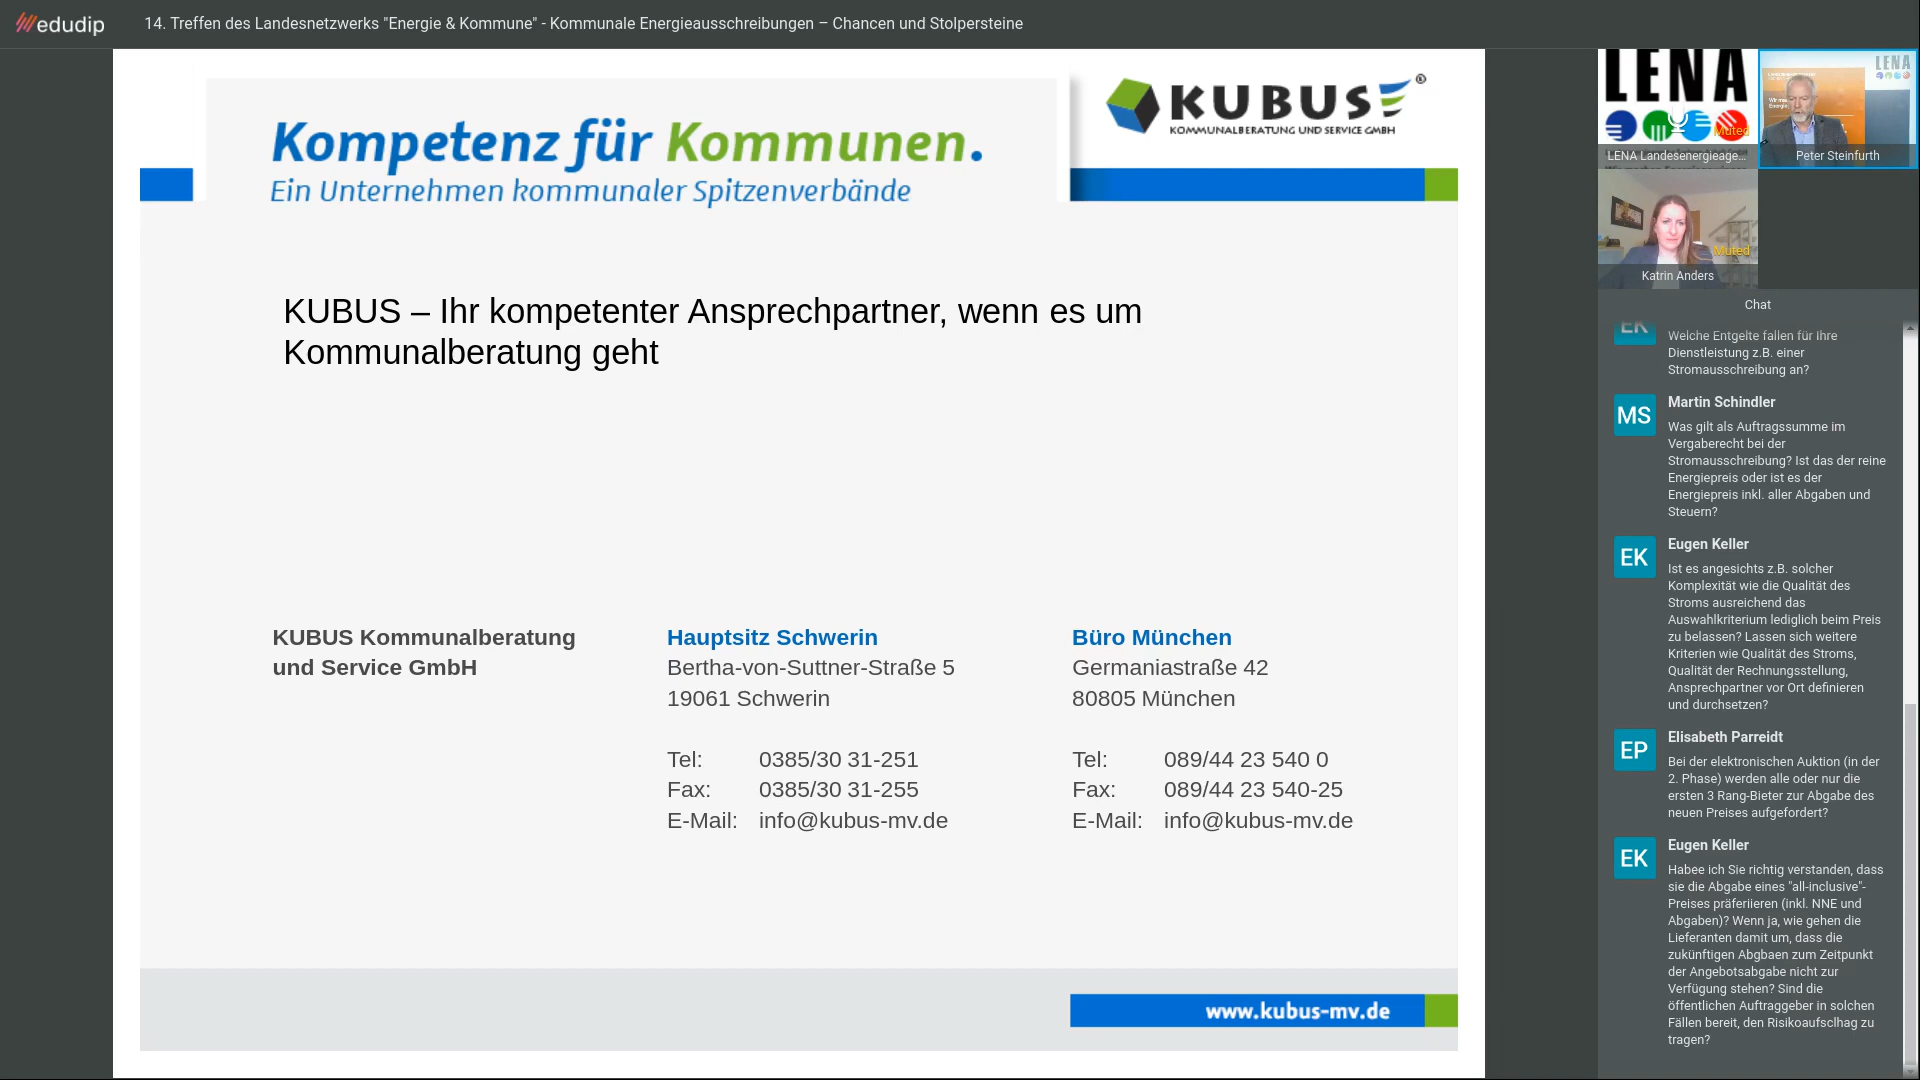 edudip
14. Treffen des Landesnetzwerks "Energie & Kommune" - Kommunale Energieausschreibungen – Chancen und Stolpersteine
Kompetenz für Kommunen.
Ein Unternehmen kommunaler Spitzenverbände
KUBUS ®
KOMMUNALBERATUNG UND SERVICE GMBH
KUBUS – Ihr kompetenter Ansprechpartner, wenn es um
Kommunalberatung geht
KUBUS Kommunalberatung
und Service GmbH
Hauptsitz Schwerin
Bertha-von-Suttner-Straße 5
19061 Schwerin
Tel: 0385/30 31-251
Fax: 0385/30 31-255
E-Mail: info@kubus-mv.de
Büro München
Germaniastraße 42
80805 München
Tel: 089/44 23 540 0
Fax: 089/44 23 540-25
E-Mail: info@kubus-mv.de
www.kubus-mv.de
LENA
Muted
LENA Landesenergieage...
LENA
Peter Steinfurth
Muted
Katrin Anders
Chat
EK
Welche Entgelte fallen für Ihre
Dienstleistung z.B. einer
Stromausschreibung an?
MS
Martin Schindler
Was gilt als Auftragssumme im
Vergaberecht bei der
Stromausschreibung? Ist das der reine
Energiepreis oder ist es der
Energiepreis inkl. aller Abgaben und
Steuern?
EK
Eugen Keller
Ist es angesichts z.B. solcher
Komplexität wie die Qualität des
Stroms ausreichend das
Auswahlkriterium lediglich beim Preis
zu belassen? Lassen sich weitere
Kriterien wie Qualität des Stroms,
Qualität der Rechnungsstellung,
Ansprechpartner vor Ort definieren
und durchsetzen?
EP
Elisabeth Parreidt
Bei der elektronischen Auktion (in der
2. Phase) werden alle oder nur die
ersten 3 Rang-Bieter zur Abgabe des
neuen Preises aufgefordert?
EK
Eugen Keller
Habee ich Sie richtig verstanden, dass
sie die Abgabe eines "all-inclusive"-
Preises präferiieren (inkl. NNE und
Abgaben)? Wenn ja, wie gehen die
Lieferanten damit um, dass die
zukünftigen Abgbaen zum Zeitpunkt
der Angebotsabgabe nicht zur
Verfügung stehen? Sind die
öffentlichen Auftraggeber in solchen
Fällen bereit, den Risikoaufsclhag zu
tragen?